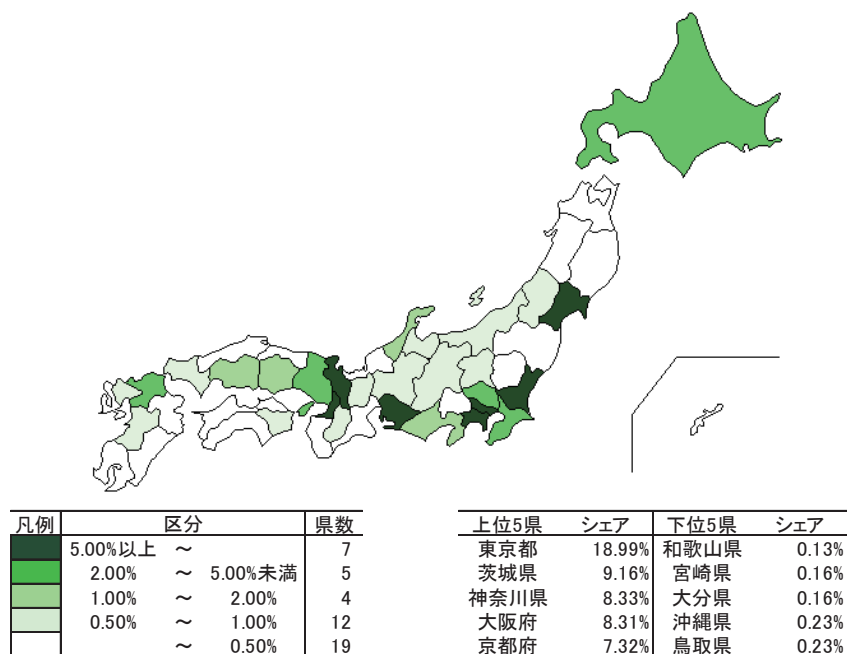 凡例 区分 県数
5.00%以上 ～ 7
2.00% ～ 5.00%未満 5
1.00% ～ 2.00% 4
0.50% ～ 1.00% 12
～ 0.50% 19
上位5県 シェア 下位5県 シェア
東京都 18.99% 和歌山県 0.13%
茨城県 9.16% 宮崎県 0.16%
神奈川県 8.33% 大分県 0.16%
大阪府 8.31% 沖縄県 0.23%
京都府 7.32% 鳥取県 0.23%